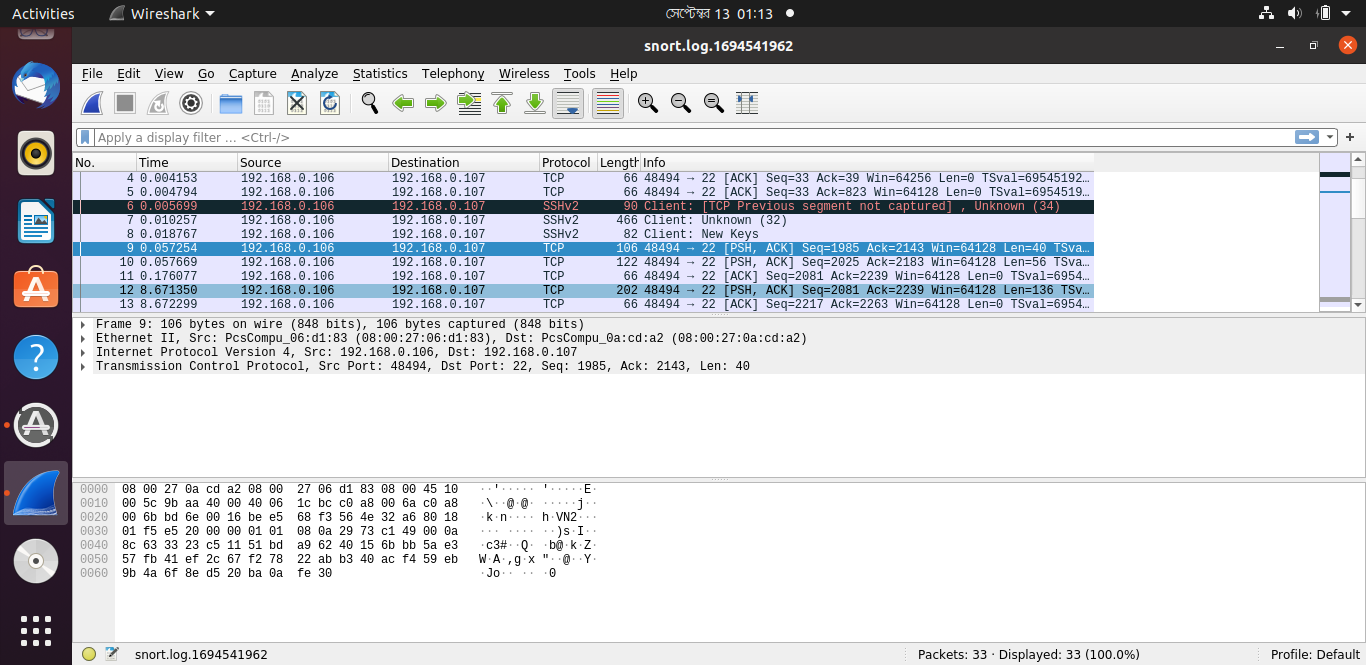 Activities Wireshark সেপ্টেম্বর 13 01:13
snort.log.1694541962
File Edit View Go Capture Analyze Statistics Telephony Wireless Tools Help
Apply a display filter … <Ctrl-/>
No. Time Source Destination Protocol Length Info
4 0.004153 192.168.0.106 192.168.0.107 TCP 66 48494 → 22 [ACK] Seq=33 Ack=39 Win=64256 Len=0 TSval=69545192…
5 0.004794 192.168.0.106 192.168.0.107 TCP 66 48494 → 22 [ACK] Seq=33 Ack=823 Win=64128 Len=0 TSval=6954519…
6 0.005699 192.168.0.106 192.168.0.107 SSHv2 90 Client: [TCP Previous segment not captured] , Unknown (34)
7 0.010257 192.168.0.106 192.168.0.107 SSHv2 466 Client: Unknown (32)
8 0.018767 192.168.0.106 192.168.0.107 SSHv2 82 Client: New Keys
9 0.057254 192.168.0.106 192.168.0.107 TCP 106 48494 → 22 [PSH, ACK] Seq=1985 Ack=2143 Win=64128 Len=40 TSva…
10 0.057669 192.168.0.106 192.168.0.107 TCP 122 48494 → 22 [PSH, ACK] Seq=2025 Ack=2183 Win=64128 Len=56 TSva…
11 0.176077 192.168.0.106 192.168.0.107 TCP 66 48494 → 22 [ACK] Seq=2081 Ack=2239 Win=64128 Len=0 TSval=6954…
12 8.671350 192.168.0.106 192.168.0.107 TCP 202 48494 → 22 [PSH, ACK] Seq=2081 Ack=2239 Win=64128 Len=136 TSv…
13 8.672299 192.168.0.106 192.168.0.107 TCP 66 48494 → 22 [ACK] Seq=2217 Ack=2263 Win=64128 Len=0 TSval=6954…
Frame 9: 106 bytes on wire (848 bits), 106 bytes captured (848 bits)
Ethernet II, Src: PcsCompu_06:d1:83 (08:00:27:06:d1:83), Dst: PcsCompu_0a:cd:a2 (08:00:27:0a:cd:a2)
Internet Protocol Version 4, Src: 192.168.0.106, Dst: 192.168.0.107
Transmission Control Protocol, Src Port: 48494, Dst Port: 22, Seq: 1985, Ack: 2143, Len: 40
0000 08 00 27 0a cd a2 08 00 27 06 d1 83 08 00 45 10 ··'····· '·····E·
0010 00 5c 9b aa 40 00 40 06 1c bc c0 a8 00 6a c0 a8 ·\··@·@· ·····j··
0020 00 6b bd 6e 00 16 be e5 68 f3 56 4e 32 a6 80 18 ·k·n···· h·VN2···
0030 01 f5 e5 20 00 00 01 01 08 0a 29 73 c1 49 00 0a ··· ···· ··)s·I··
0040 8c 63 33 23 c5 11 51 bd a9 62 40 15 6b bb 5a e3 ·c3#··Q· ·b@·k·Z·
0050 57 fb 41 ef 2c 67 f2 78 22 ab b3 40 ac f4 59 eb W·A·,g·x "··@··Y·
0060 9b 4a 6f 8e d5 20 ba 0a fe 30 ·Jo·· ·· ·0
snort.log.1694541962 Packets: 33 · Displayed: 33 (100.0%) Profile: Default